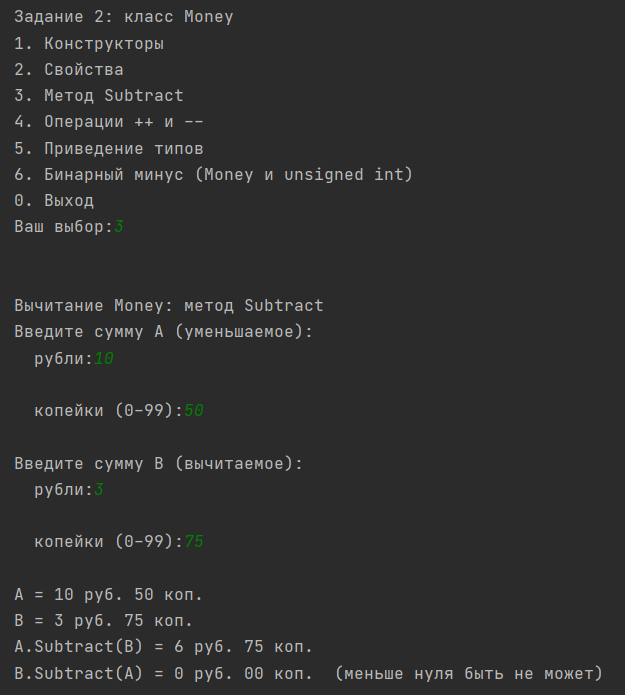 Задание 2: класс Money
1. Конструкторы
2. Свойства
3. Метод Subtract
4. Операции ++ и --
5. Приведение типов
6. Бинарный минус (Money и unsigned int)
0. Выход
Ваш выбор:3
Вычитание Money: метод Subtract
Введите сумму A (уменьшаемое):
рубли:10
копейки (0-99):50
Введите сумму B (вычитаемое):
рубли:3
копейки (0-99):75
A = 10 руб. 50 коп.
B = 3 руб. 75 коп.
A.Subtract(B) = 6 руб. 75 коп.
B.Subtract(A) = 0 руб. 00 коп.  (меньше нуля быть не может)